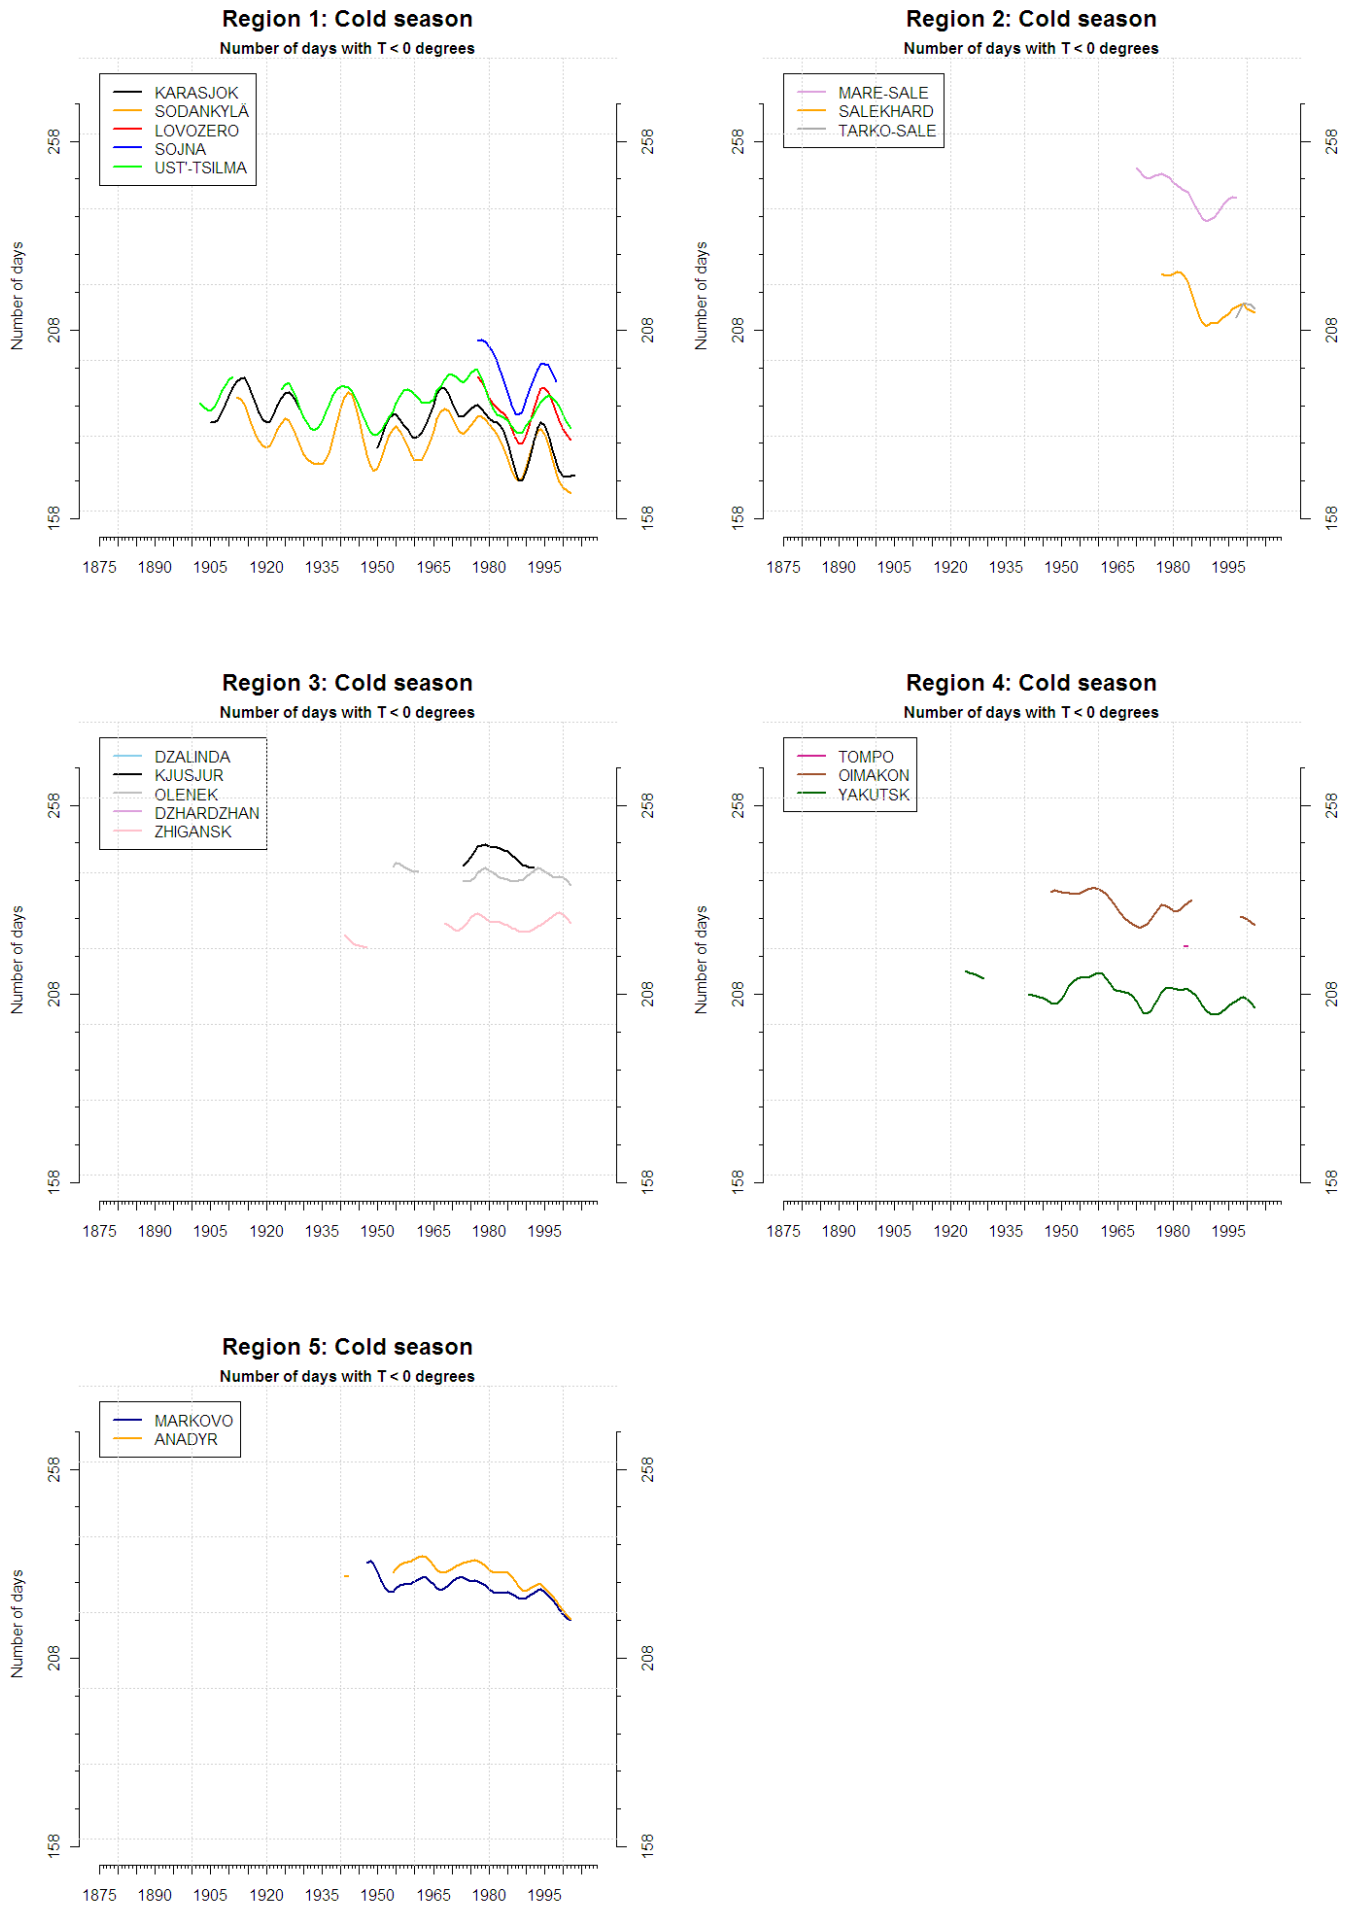 Region 1: Cold season
Number of days with T < 0 degrees
KARASJOK
SODANKYLÄ
LOVOZERO
SOJNA
UST'-TSILMA
Number of days
258
208
158
258
208
158
1875 1890 1905 1920 1935 1950 1965 1980 1995
Region 2: Cold season
Number of days with T < 0 degrees
MARE-SALE
SALEKHARD
TARKO-SALE
Number of days
258
208
158
258
208
158
1875 1890 1905 1920 1935 1950 1965 1980 1995
Region 3: Cold season
Number of days with T < 0 degrees
DZALINDA
KJUSJUR
OLENEK
DZHARDZHAN
ZHIGANSK
Number of days
258
208
158
258
208
158
1875 1890 1905 1920 1935 1950 1965 1980 1995
Region 4: Cold season
Number of days with T < 0 degrees
TOMPO
OIMAKON
YAKUTSK
Number of days
258
208
158
258
208
158
1875 1890 1905 1920 1935 1950 1965 1980 1995
Region 5: Cold season
Number of days with T < 0 degrees
MARKOVO
ANADYR
Number of days
258
208
158
258
208
158
1875 1890 1905 1920 1935 1950 1965 1980 1995